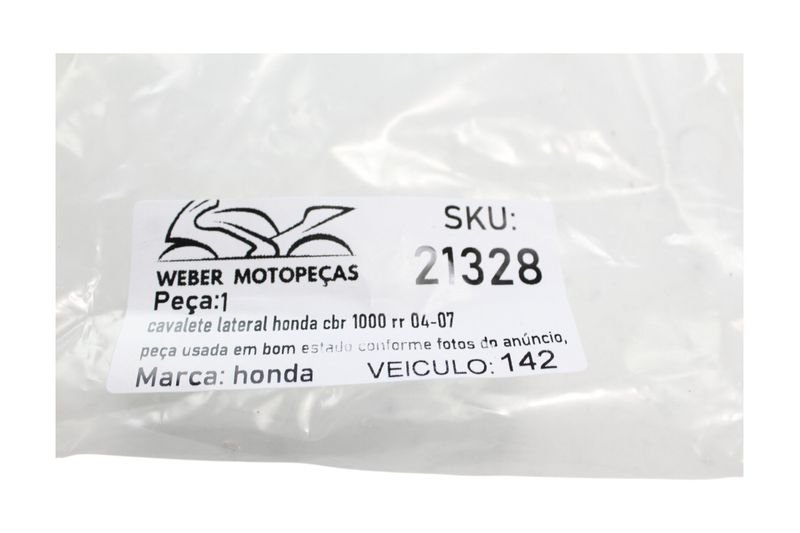 WEBER MOTOPEÇAS
SKU:
21328
Peça:1
cavalete lateral honda cbr 1000 rr 04-07
peça usada em bom estado conforme fotos do anúncio,
Marca: honda
VEICULO: 142